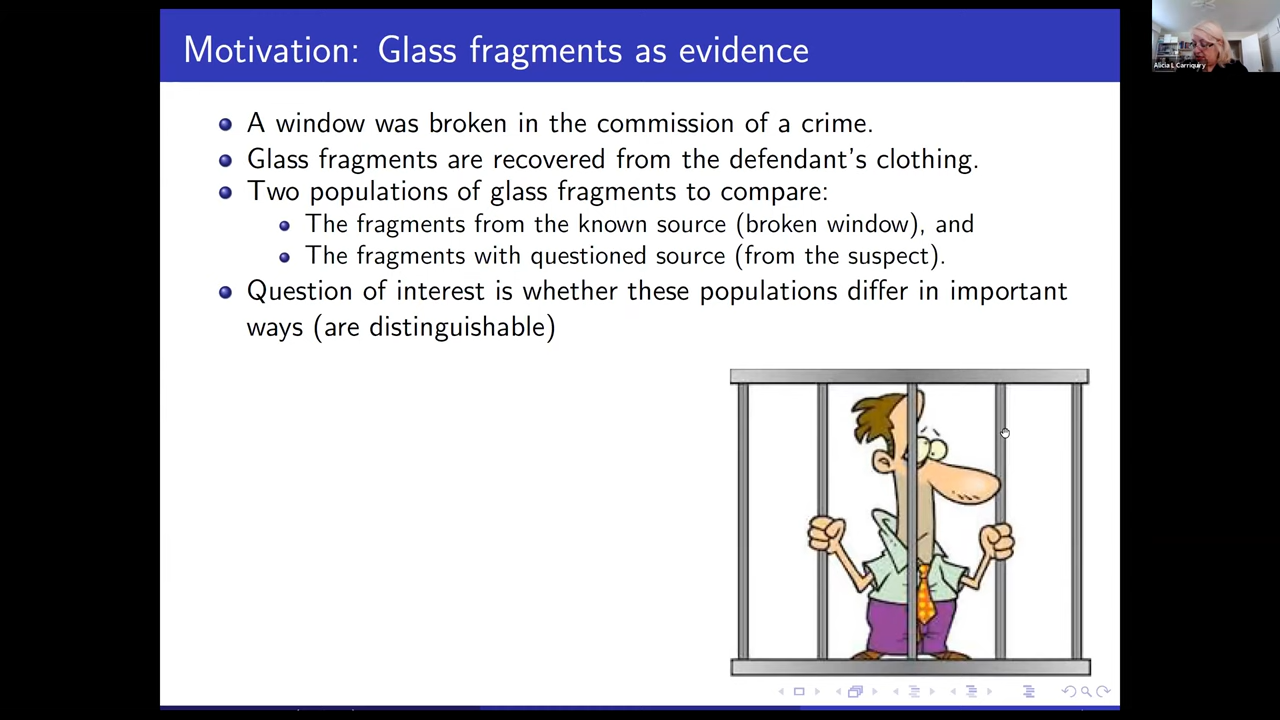 Motivation: Glass fragments as evidence
Alicia L Carriquiry
A window was broken in the commission of a crime.
Glass fragments are recovered from the defendant's clothing.
Two populations of glass fragments to compare:
The fragments from the known source (broken window), and
The fragments with questioned source (from the suspect).
Question of interest is whether these populations differ in important
ways (are distinguishable)